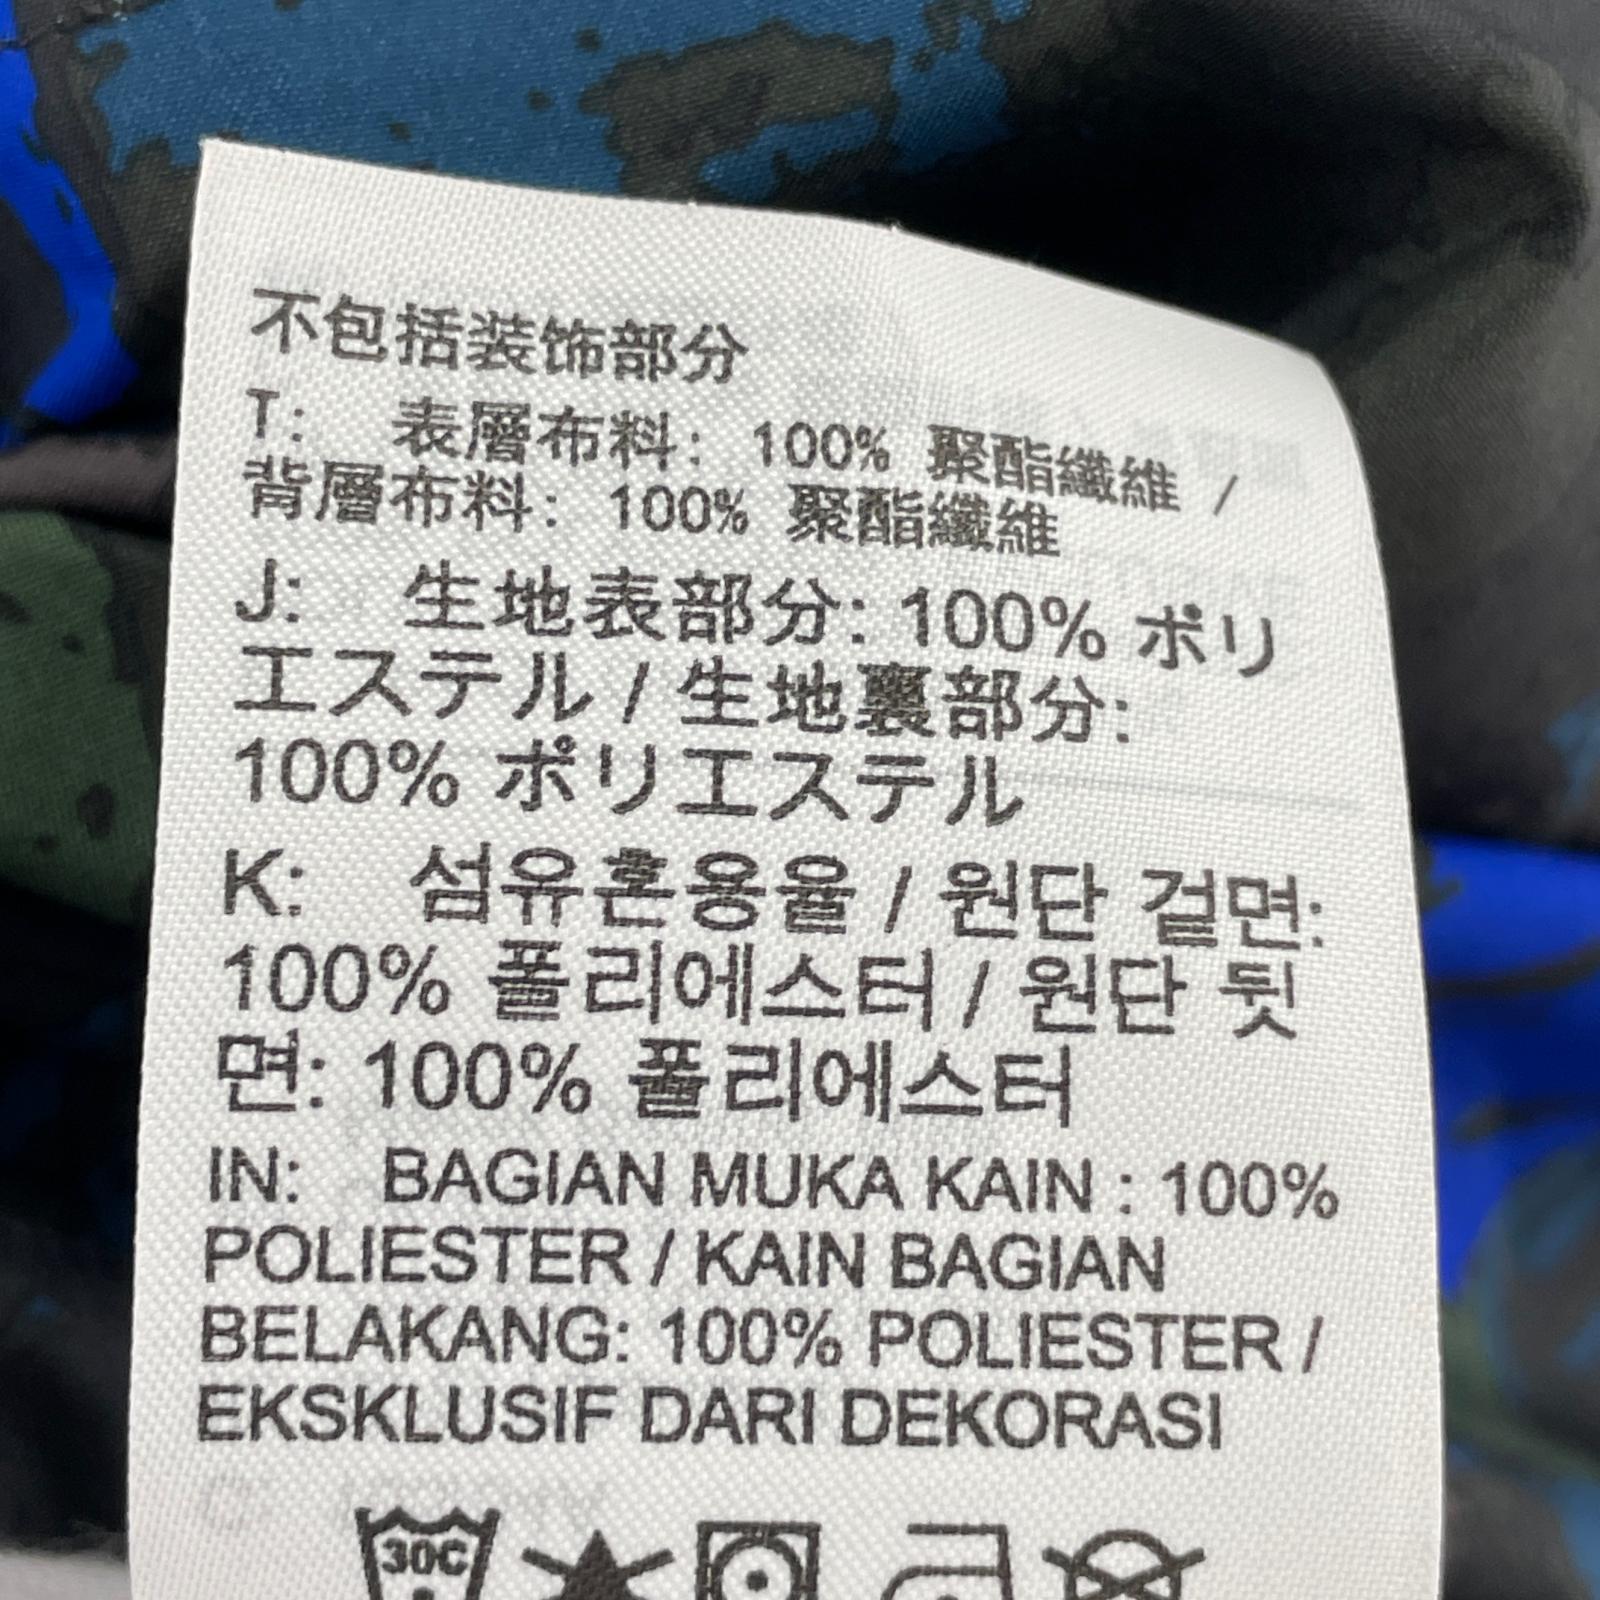 不包括装饰部分
T: 表層布料: 100% 聚酯纖維 /
背層布料: 100% 聚酯纖維
J: 生地表部分: 100% ポリ
エステル / 生地裏部分:
100% ポリエステル
K: 섬유혼용율 / 원단 겉면:
100% 폴리에스터 / 원단 뒷
면: 100% 폴리에스터
IN: BAGIAN MUKA KAIN : 100%
POLIESTER / KAIN BAGIAN
BELAKANG: 100% POLIESTER /
EKSKLUSIF DARI DEKORASI
30C